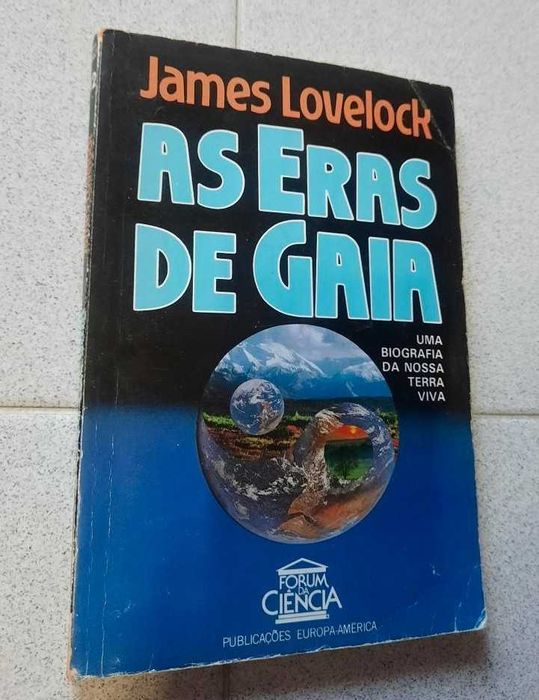 James Lovelock
AS ERAS
DE GAIA
UMA
BIOGRAFIA
DA NOSSA
TERRA
VIVA
FORUM
DA
CIÊNCIA
PUBLICAÇÕES EUROPA-AMÉRICA